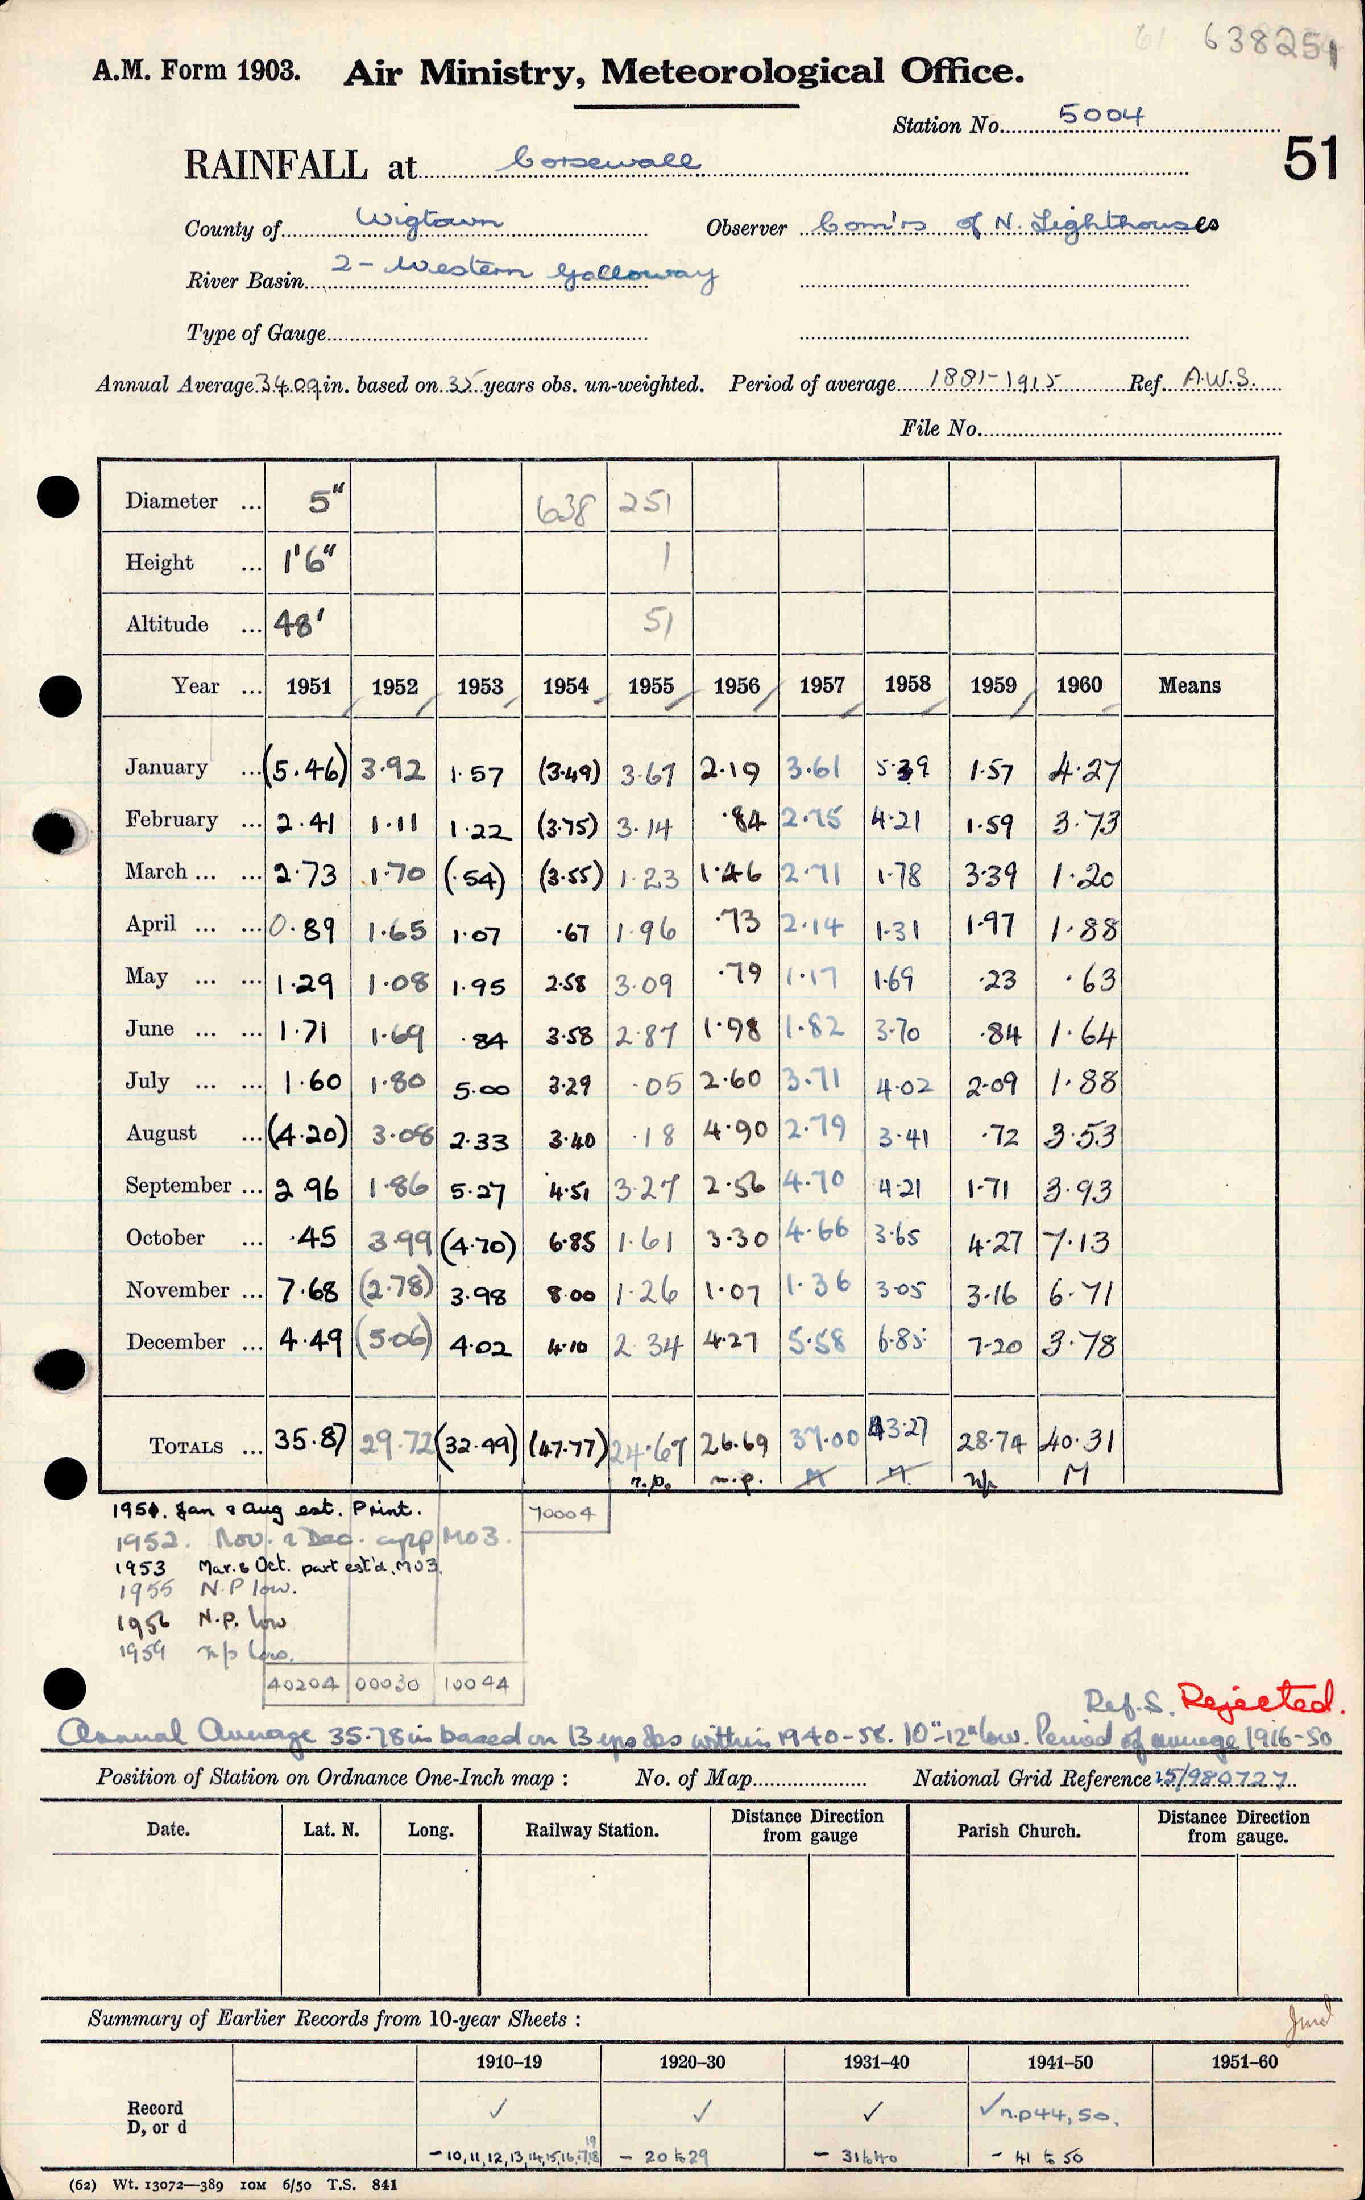 638251
A.M. Form 1903. Air Ministry, Meteorological Office.
Station No. 5004
51
RAINFALL at Corsewall
County of Wigtown Observer Com'rs of N. Lighthouses
River Basin 2 - Western Galloway
Type of Gauge
Annual Average 34.09 in. based on 35 years obs. un-weighted. Period of average 1881-1915 Ref. A.W.S.
File No.
Diameter ... 5" 638 251
Height ... 1'6" 1
Altitude ... 48' 51
Year ... 1951 1952 1953 1954 1955 1956 1957 1958 1959 1960 Means
January ... (5.46) 3.92 1.57 (3.49) 3.67 2.19 3.61 5.39 1.57 4.27
February ... 2.41 1.11 1.22 (3.75) 3.14 .84 2.75 4.21 1.59 3.73
March ... ... 2.73 1.70 (.54) (3.55) 1.23 1.46 2.71 1.78 3.39 1.20
April ... ... 0.89 1.65 1.07 .67 1.96 .73 2.14 1.31 1.97 1.88
May ... ... 1.29 1.08 1.95 2.58 3.09 .79 1.17 1.69 .23 .63
June ... ... 1.71 1.69 .84 3.58 2.87 1.98 1.82 3.70 .84 1.64
July ... ... 1.60 1.80 5.00 3.29 .05 2.60 3.71 4.02 2.09 1.88
August ... (4.20) 3.08 2.33 3.40 .18 4.90 2.79 3.41 .72 3.53
September ... 2.96 1.86 5.27 4.51 3.27 2.56 4.70 4.21 1.71 3.93
October ... .45 3.99 (4.70) 6.85 1.61 3.30 4.66 3.65 4.27 7.13
November ... 7.68 (2.78) 3.98 8.00 1.26 1.07 1.36 3.05 3.16 6.71
December ... 4.49 (5.06) 4.02 4.10 2.34 4.27 5.58 6.85 7.20 3.78
TOTALS ... 35.87 29.72 (32.49) (47.77) 24.67 26.69 37.00 43.27 28.74 40.31
n.p. n.p. M M n/p M
1951. Jan & Aug est. Print. 70004
1952. Nov. & Dec. app MO3.
1953 Mar. & Oct. part est'd. MO3.
1955 N.P low.
1956 N.p. low
1959 n/p low.
40204 00030 10044
Ref. S. Rejected.
Annual Average 35.78 in based on 13 yrs obs within 1940-58. 10"-12" low. Period of average 1916-50
Position of Station on Ordnance One-Inch map : No. of Map National Grid Reference 15/980727
Date. Lat. N. Long. Railway Station. Distance Direction from gauge Parish Church. Distance Direction from gauge.
Summary of Earlier Records from 10-year Sheets :
1910–19 1920–30 1931–40 1941–50 1951–60
Record D, or d ✓ ✓ ✓ ✓ n.p 44, 50.
- 10, 11, 12, 13, 14, 15, 16, 17, 18 19 - 20 to 29 - 31 to 40 - 41 to 50
(62) Wt. 13072—389 10M 6/50 T.S. 841